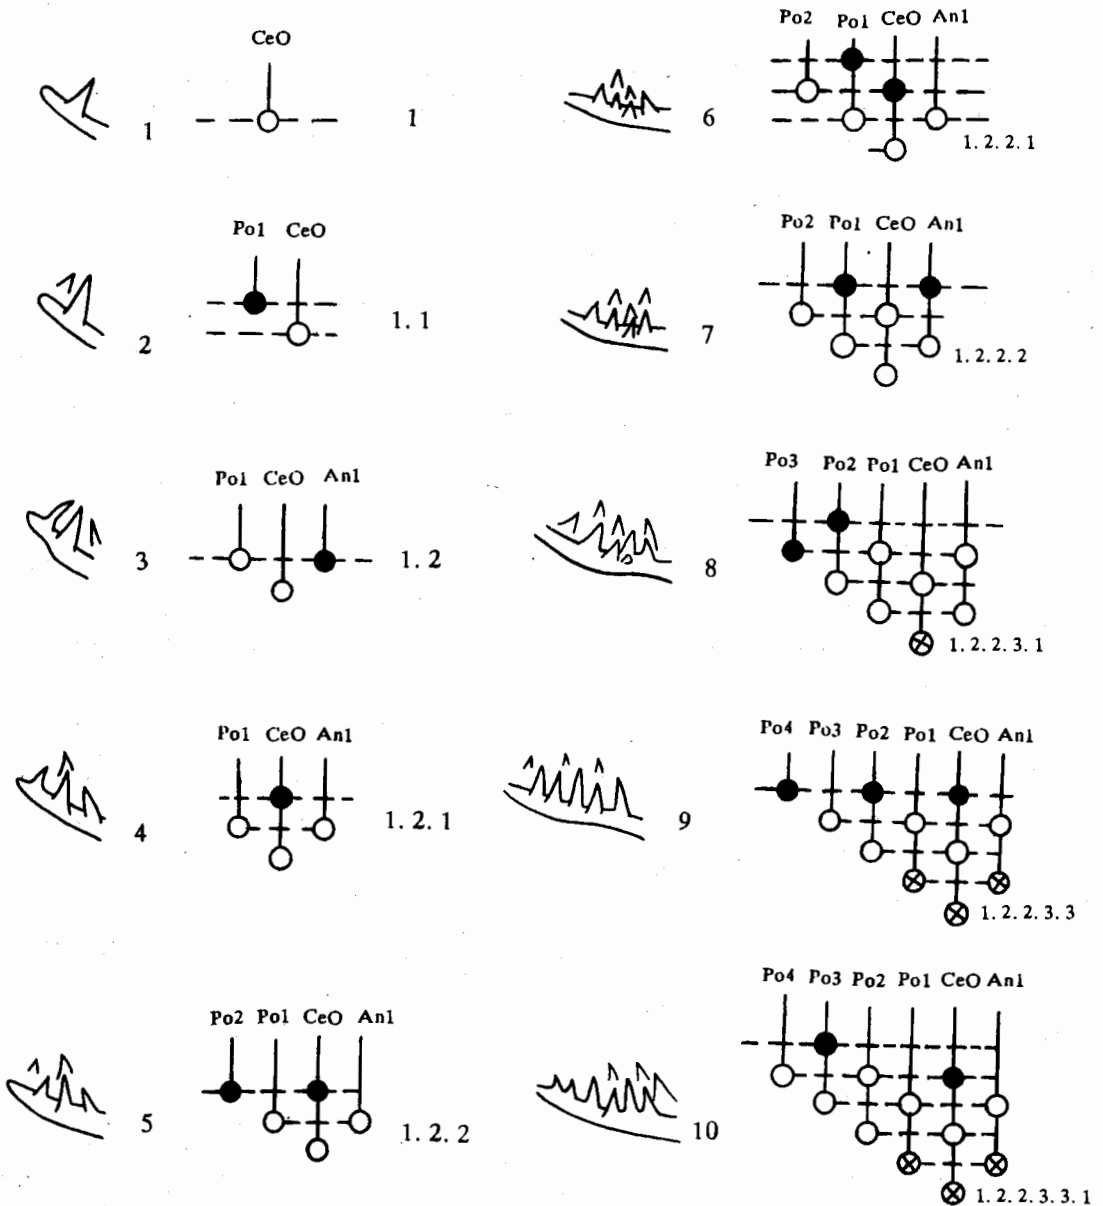 CeO
1
1
Po1 CeO
2
1. 1
Po1 CeO An1
3
1. 2
Po1 CeO An1
4
1. 2. 1
Po2 Po1 CeO An1
5
1. 2. 2
Po2 Po1 CeO An1
6
1. 2. 2. 1
Po2 Po1 CeO An1
7
1. 2. 2. 2
Po3 Po2 Po1 CeO An1
8
1. 2. 2. 3. 1
Po4 Po3 Po2 Po1 CeO An1
9
1. 2. 2. 3. 3
Po4 Po3 Po2 Po1 CeO An1
10
1. 2. 2. 3. 3. 1